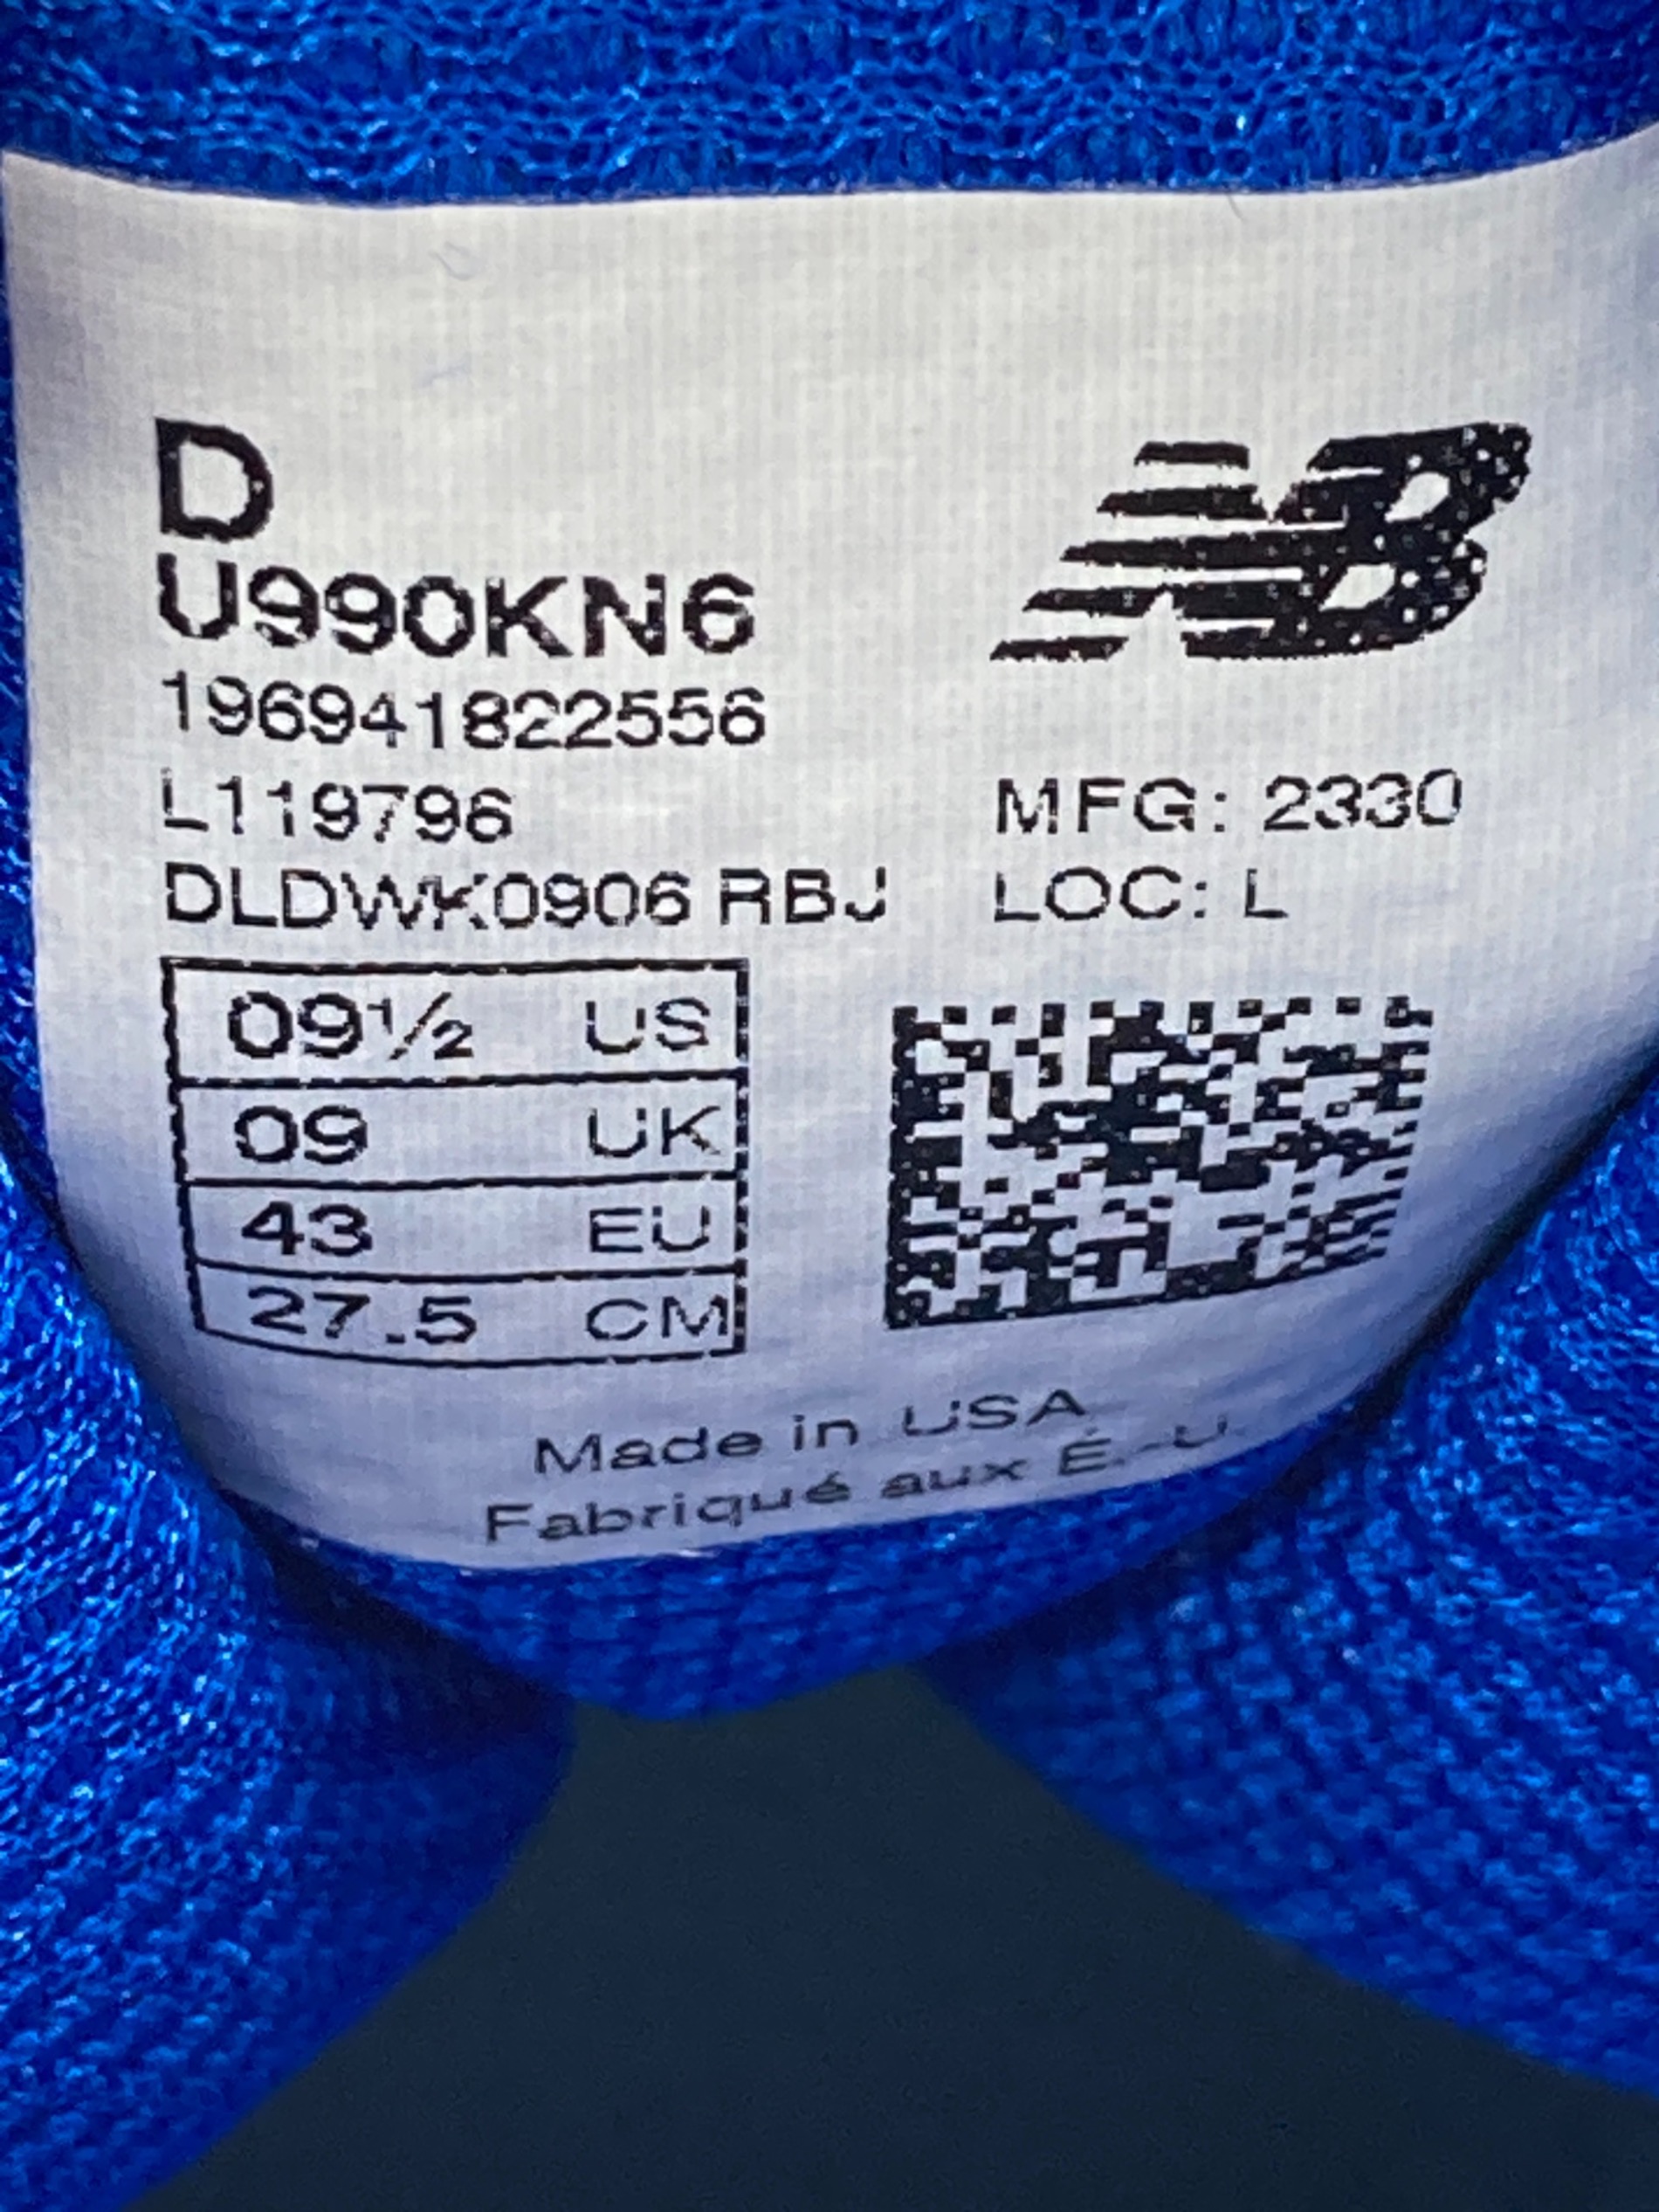 D
NB
U990KN6
196941822556
L119796
MFG: 2330
DLDWK0906 RBJ
LOC: L
09½ US
09 UK
43 EU
27.5 CM
Made in USA
Fabriqué aux É.-U.